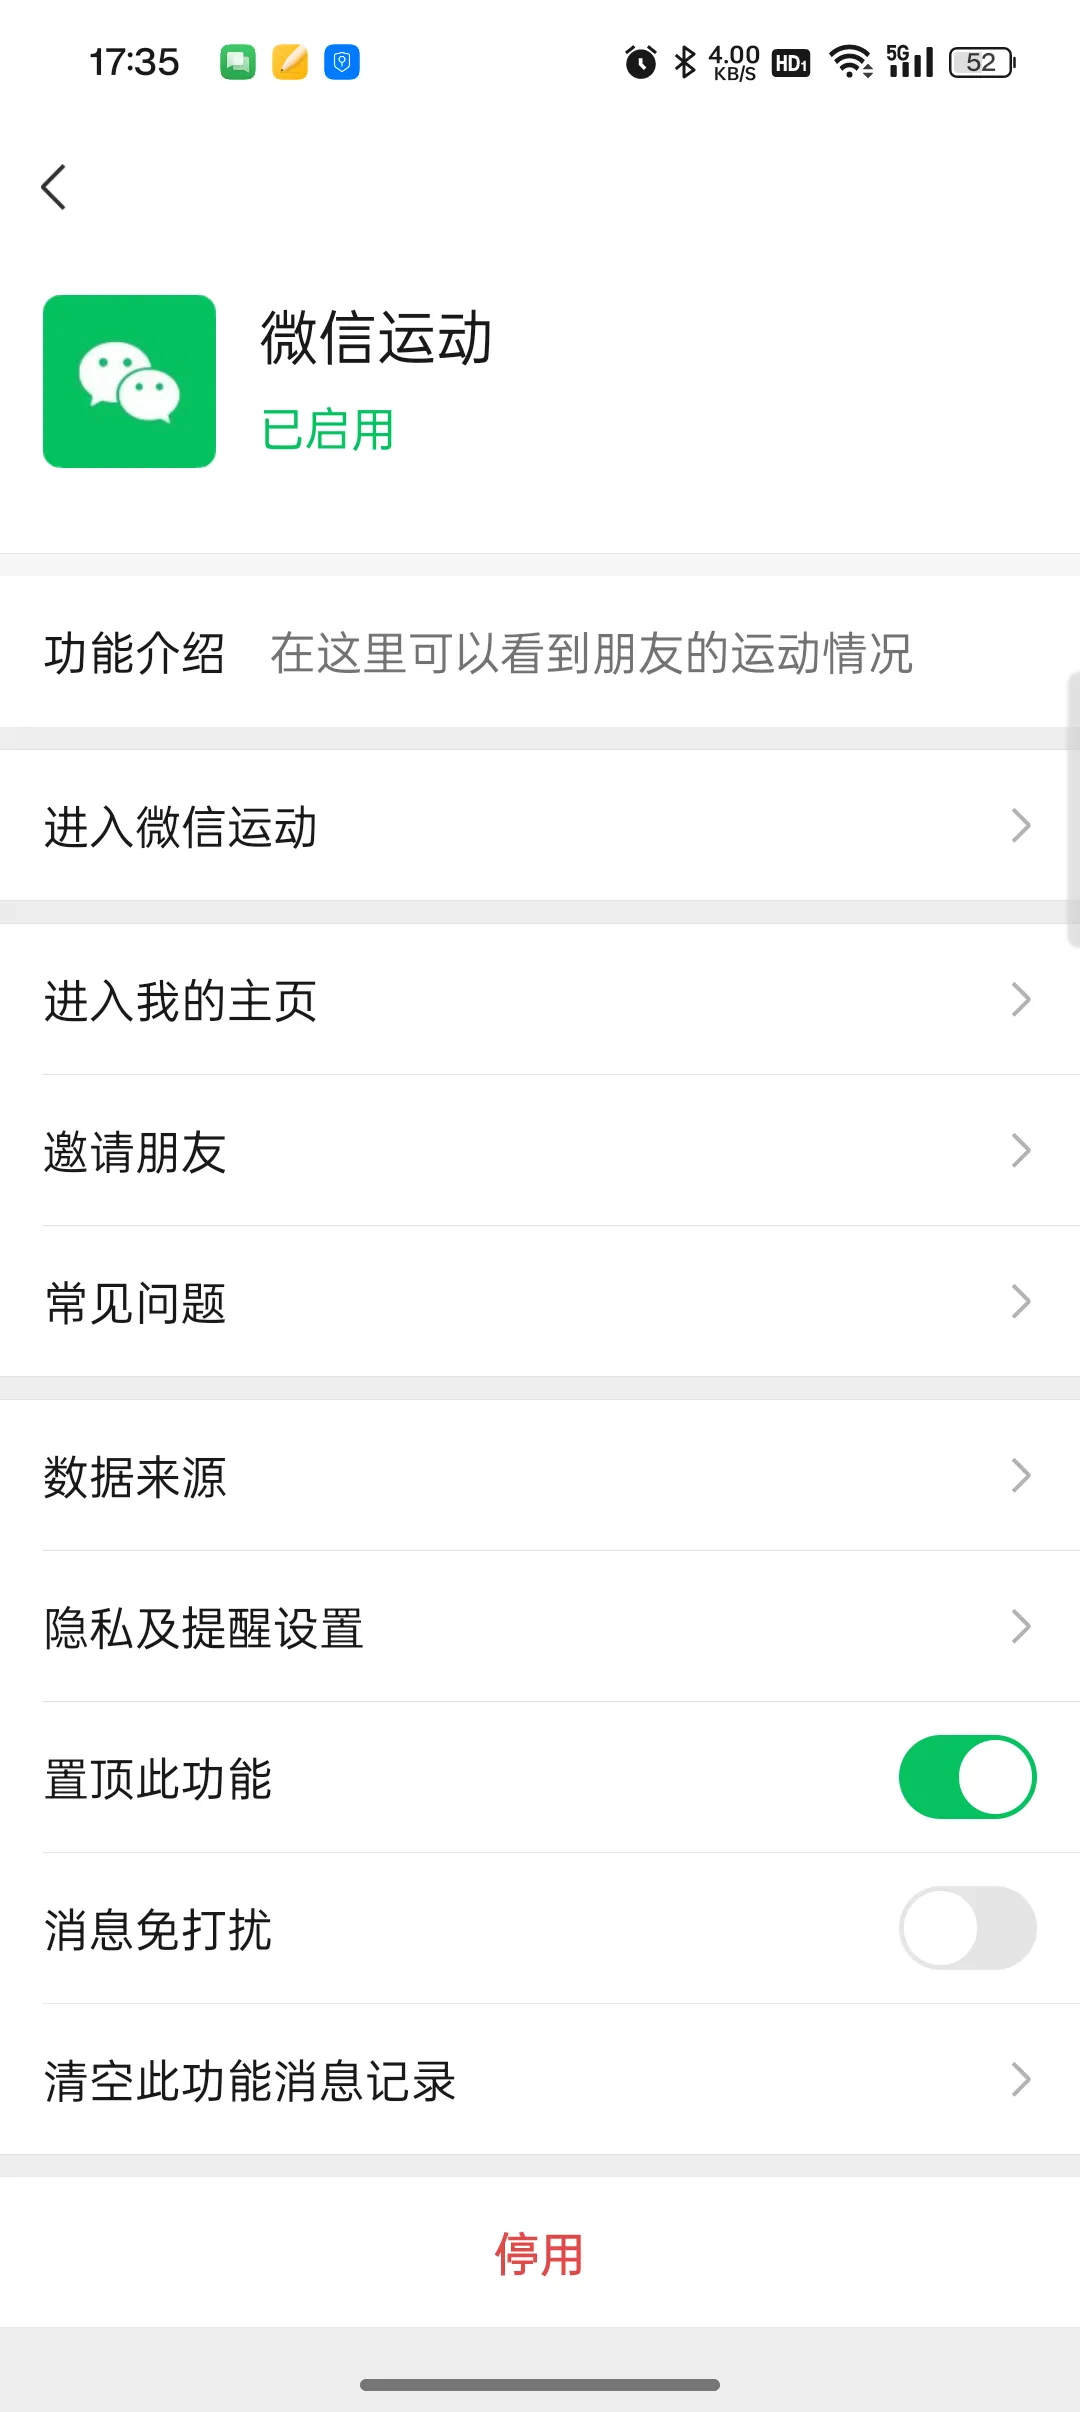 17:35 4.00 KB/S HD1 5G 52
微信运动
已启用
功能介绍 在这里可以看到朋友的运动情况
进入微信运动
进入我的主页
邀请朋友
常见问题
数据来源
隐私及提醒设置
置顶此功能
消息免打扰
清空此功能消息记录
停用